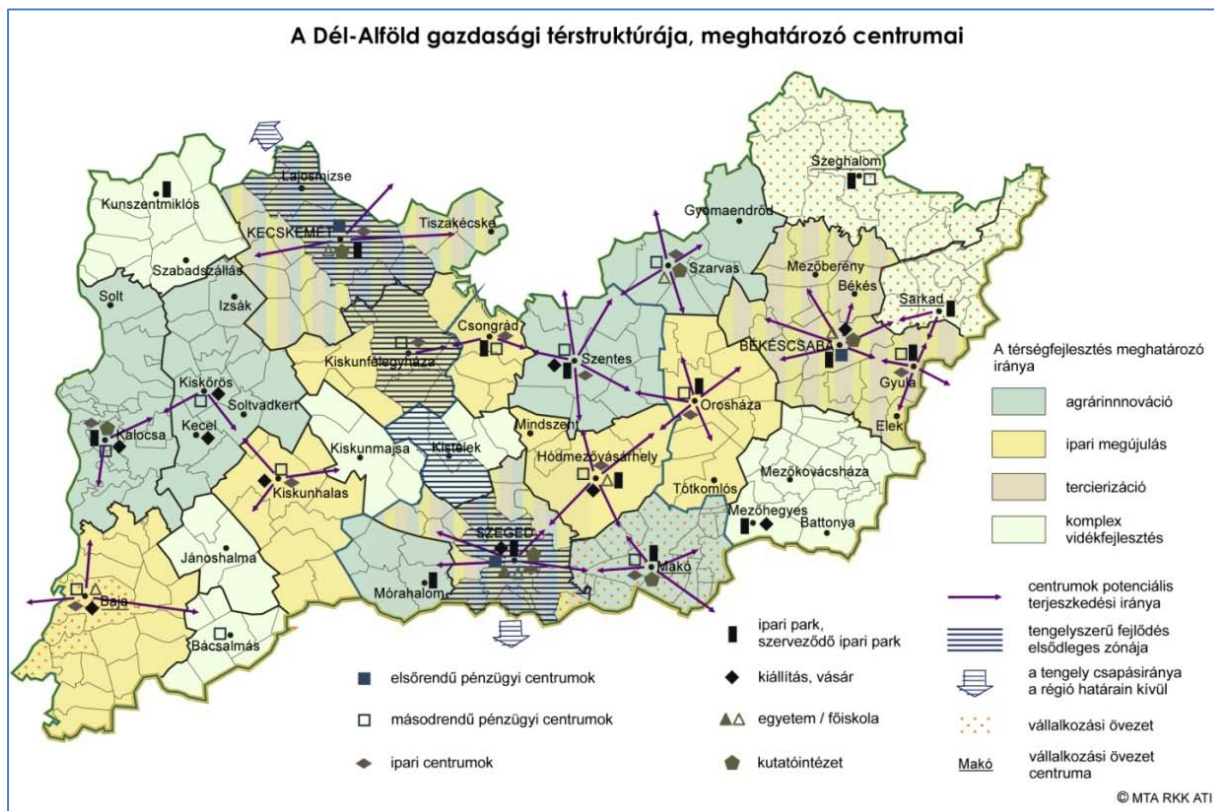 A Dél-Alföld gazdasági térstruktúrája, meghatározó centrumai
Szeghalom
Lajosmizse
Kunszentmiklós
KECSKEMÉT
Tiszakécske
Gyomaendrőd
Szabadszállás
Szarvas
Mezőberény
Békés
Solt
Izsák
Sarkad
Csongrád
BÉKÉSCSABA
Kiskunfélegyháza
Szentes
Gyula
Kiskőrös
Soltvadkert
Orosháza
Elek
Kalocsa
Kecel
Kiskunmajsa
Kistelek
Mindszent
Hódmezővásárhely
Mezőkovácsháza
Kiskunhalas
Tótkomlós
Mezőhegyes
Battonya
SZEGED
Jánoshalma
Makó
Mórahalom
Baja
Bácsalmás
A térségfejlesztés meghatározó
iránya
agrárinnnováció
ipari megújulás
tercierizáció
komplex
vidékfejlesztés
centrumok potenciális
terjeszkedési iránya
tengelyszerű fejlődés
elsődleges zónája
a tengely csapásiránya
a régió határain kívül
vállalkozási övezet
Makó
vállalkozási övezet
centruma
ipari park,
szerveződő ipari park
kiállítás, vásár
egyetem / főiskola
kutatóintézet
elsőrendű pénzügyi centrumok
másodrendű pénzügyi centrumok
ipari centrumok
© MTA RKK ATI